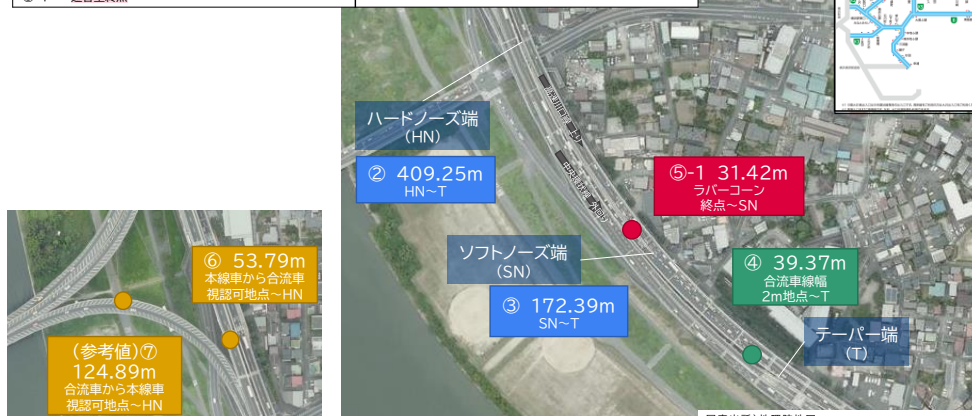 ハードノーズ端
(HN)
② 409.25m
HN~T
⑤-1 31.42m
ラバーコーン
終点~SN
ソフトノーズ端
(SN)
③ 172.39m
SN~T
④ 39.37m
合流車線幅
2m地点~T
テーパー端
(T)
⑥ 53.79m
本線車から合流車
視認可地点~HN
(参考値)⑦
124.89m
合流車から本線車
視認可地点~HN